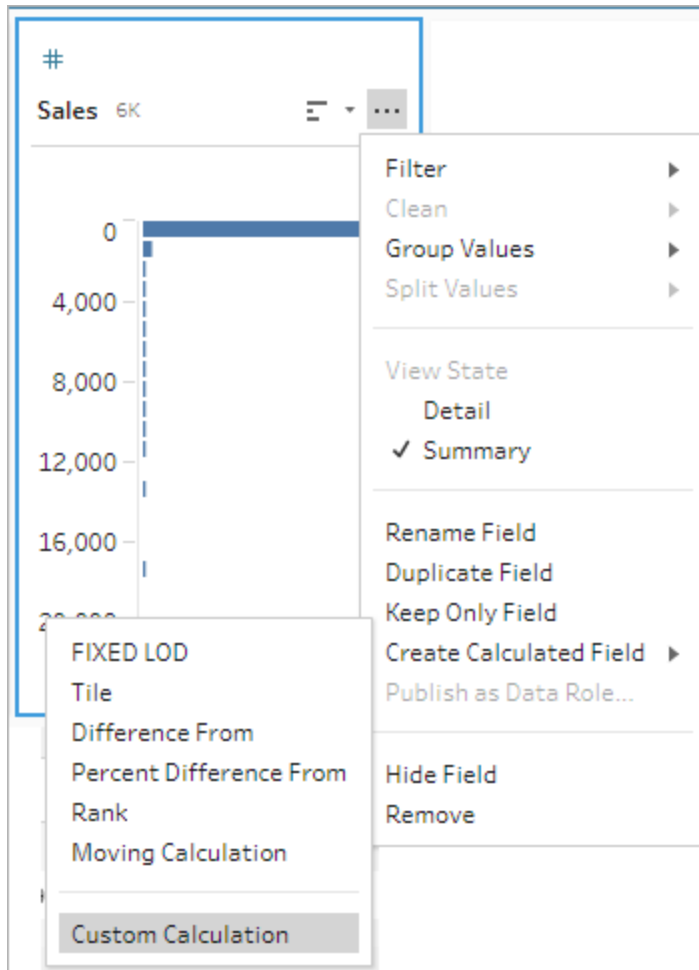 #
Sales 6K
Filter
Clean
Group Values
Split Values
View State
Detail
✓ Summary
Rename Field
Duplicate Field
Keep Only Field
Create Calculated Field
Publish as Data Role...
Hide Field
Remove
0
4,000
8,000
12,000
16,000
FIXED LOD
Tile
Difference From
Percent Difference From
Rank
Moving Calculation
Custom Calculation